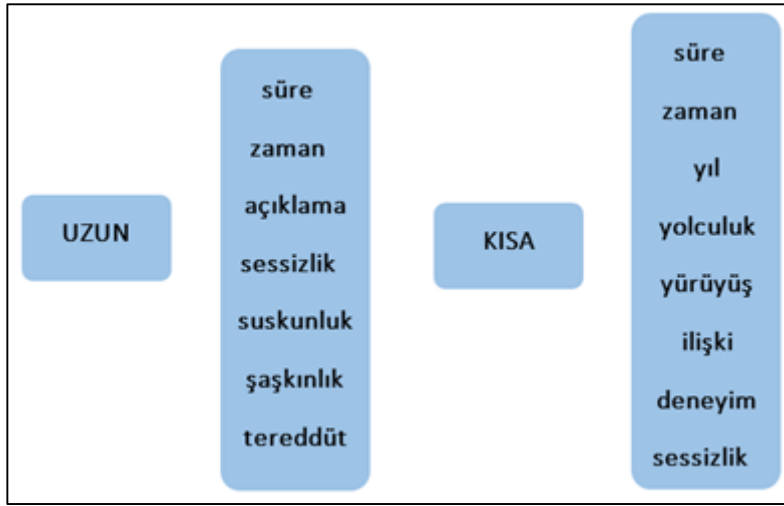 UZUN
süre
zaman
açıklama
sessizlik
suskunluk
şaşkınlık
tereddüt
KISA
süre
zaman
yıl
yolculuk
yürüyüş
ilişki
deneyim
sessizlik